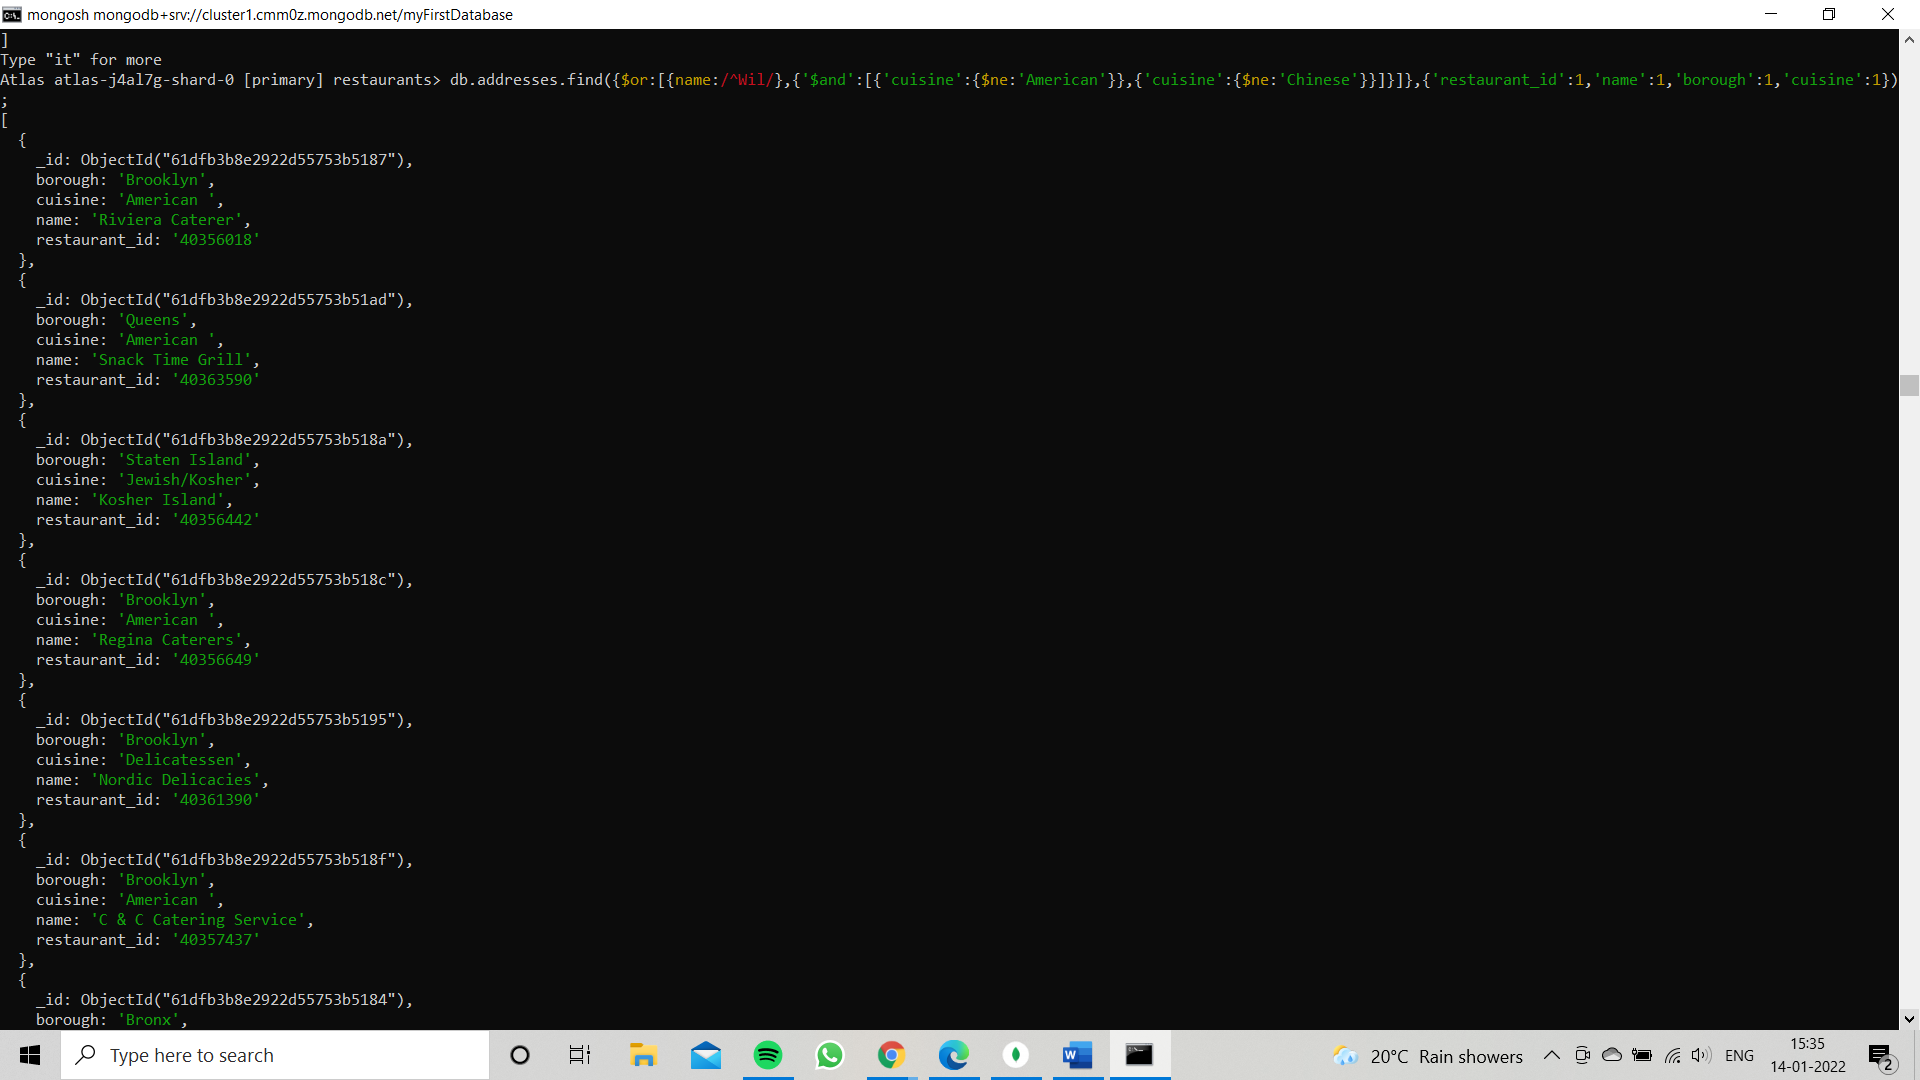 mongosh mongodb+srv://cluster1.cmm0z.mongodb.net/myFirstDatabase
]
Type "it" for more
Atlas atlas-j4al7g-shard-0 [primary] restaurants> db.addresses.find({$or:[{name:/^Wil/},{'$and':[{'cuisine':{$ne:'American'}},{'cuisine':{$ne:'Chinese'}}]}]},{'restaurant_id':1,'name':1,'borough':1,'cuisine':1})
;
[
  {
    _id: ObjectId("61dfb3b8e2922d55753b5187"),
    borough: 'Brooklyn',
    cuisine: 'American ',
    name: 'Riviera Caterer',
    restaurant_id: '40356018'
  },
  {
    _id: ObjectId("61dfb3b8e2922d55753b51ad"),
    borough: 'Queens',
    cuisine: 'American ',
    name: 'Snack Time Grill',
    restaurant_id: '40363590'
  },
  {
    _id: ObjectId("61dfb3b8e2922d55753b518a"),
    borough: 'Staten Island',
    cuisine: 'Jewish/Kosher',
    name: 'Kosher Island',
    restaurant_id: '40356442'
  },
  {
    _id: ObjectId("61dfb3b8e2922d55753b518c"),
    borough: 'Brooklyn',
    cuisine: 'American ',
    name: 'Regina Caterers',
    restaurant_id: '40356649'
  },
  {
    _id: ObjectId("61dfb3b8e2922d55753b5195"),
    borough: 'Brooklyn',
    cuisine: 'Delicatessen',
    name: 'Nordic Delicacies',
    restaurant_id: '40361390'
  },
  {
    _id: ObjectId("61dfb3b8e2922d55753b518f"),
    borough: 'Brooklyn',
    cuisine: 'American ',
    name: 'C & C Catering Service',
    restaurant_id: '40357437'
  },
  {
    _id: ObjectId("61dfb3b8e2922d55753b5184"),
    borough: 'Bronx',
Type here to search
20°C Rain showers
ENG
15:35
14-01-2022
2